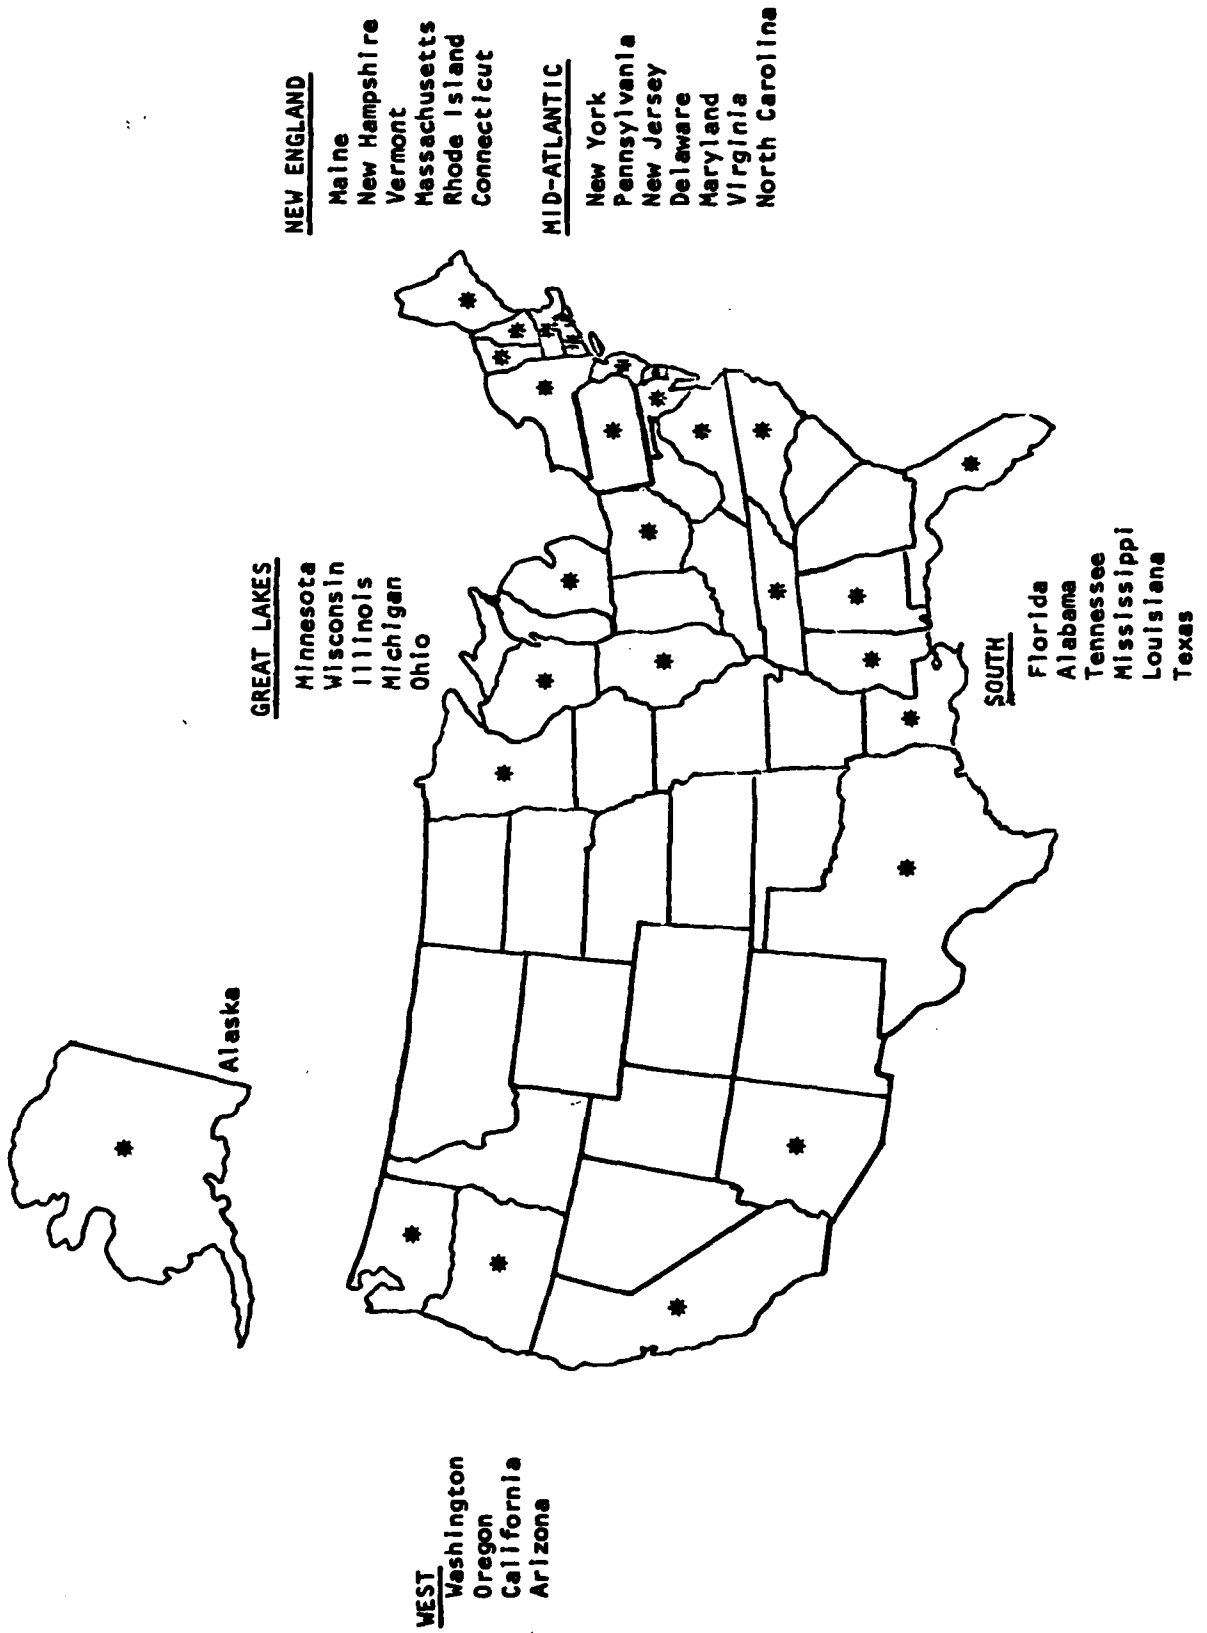 Alaska
WEST
Washington
Oregon
California
Arizona
GREAT LAKES
Minnesota
Wisconsin
Illinois
Michigan
Ohio
SOUTH
Florida
Alabama
Tennessee
Mississippi
Louisiana
Texas
NEW ENGLAND
Maine
New Hampshire
Vermont
Massachusetts
Rhode Island
Connecticut
MID-ATLANTIC
New York
Pennsylvania
New Jersey
Delaware
Maryland
Virginia
North Carolina